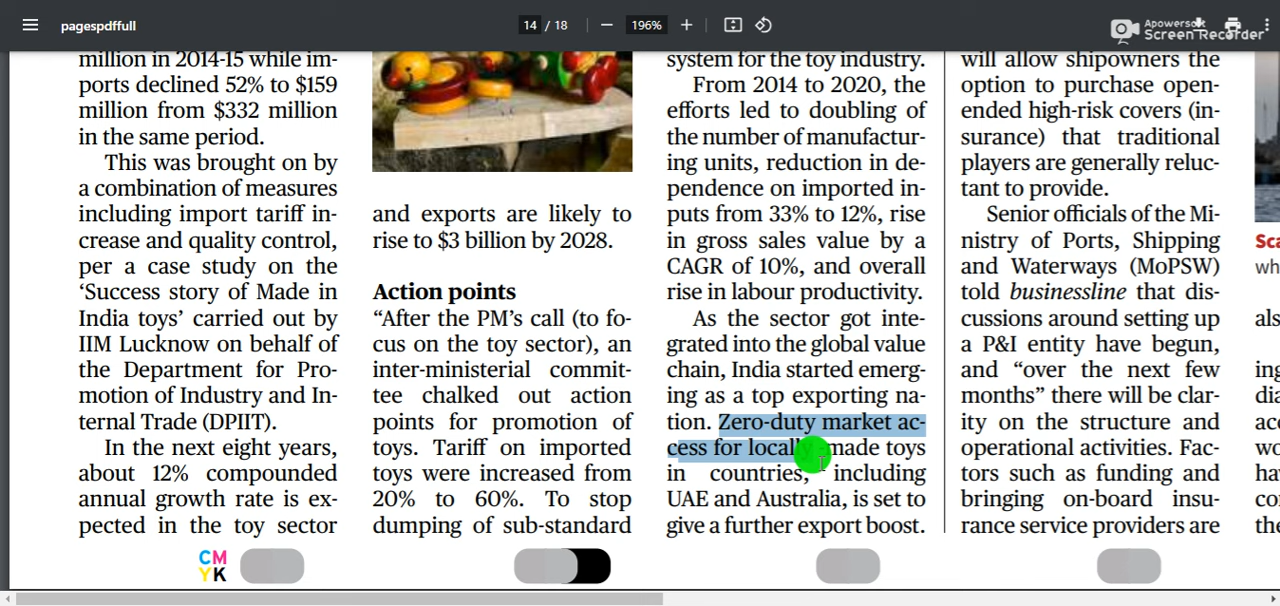 pagespdffull
14 / 18
196%
Apowersoft
Screen Recorder
million in 2014-15 while im-
ports declined 52% to $159
million from $332 million
in the same period.
This was brought on by
a combination of measures
including import tariff in-
crease and quality control,
per a case study on the
‘Success story of Made in
India toys’ carried out by
IIM Lucknow on behalf of
the Department for Pro-
motion of Industry and In-
ternal Trade (DPIIT).
In the next eight years,
about 12% compounded
annual growth rate is ex-
pected in the toy sector
and exports are likely to
rise to $3 billion by 2028.
Action points
“After the PM’s call (to fo-
cus on the toy sector), an
inter-ministerial commit-
tee chalked out action
points for promotion of
toys. Tariff on imported
toys were increased from
20% to 60%. To stop
dumping of sub-standard
system for the toy industry.
From 2014 to 2020, the
efforts led to doubling of
the number of manufactur-
ing units, reduction in de-
pendence on imported in-
puts from 33% to 12%, rise
in gross sales value by a
CAGR of 10%, and overall
rise in labour productivity.
As the sector got inte-
grated into the global value
chain, India started emerg-
ing as a top exporting na-
tion. Zero-duty market ac-
cess for locally-made toys
in countries, including
UAE and Australia, is set to
give a further export boost.
will allow shipowners the
option to purchase open-
ended high-risk covers (in-
surance) that traditional
players are generally reluc-
tant to provide.
Senior officials of the Mi-
nistry of Ports, Shipping
and Waterways (MoPSW)
told businessline that dis-
cussions around setting up
a P&I entity have begun,
and “over the next few
months” there will be clar-
ity on the structure and
operational activities. Fac-
tors such as funding and
bringing on-board insu-
rance service providers are
CM
YK